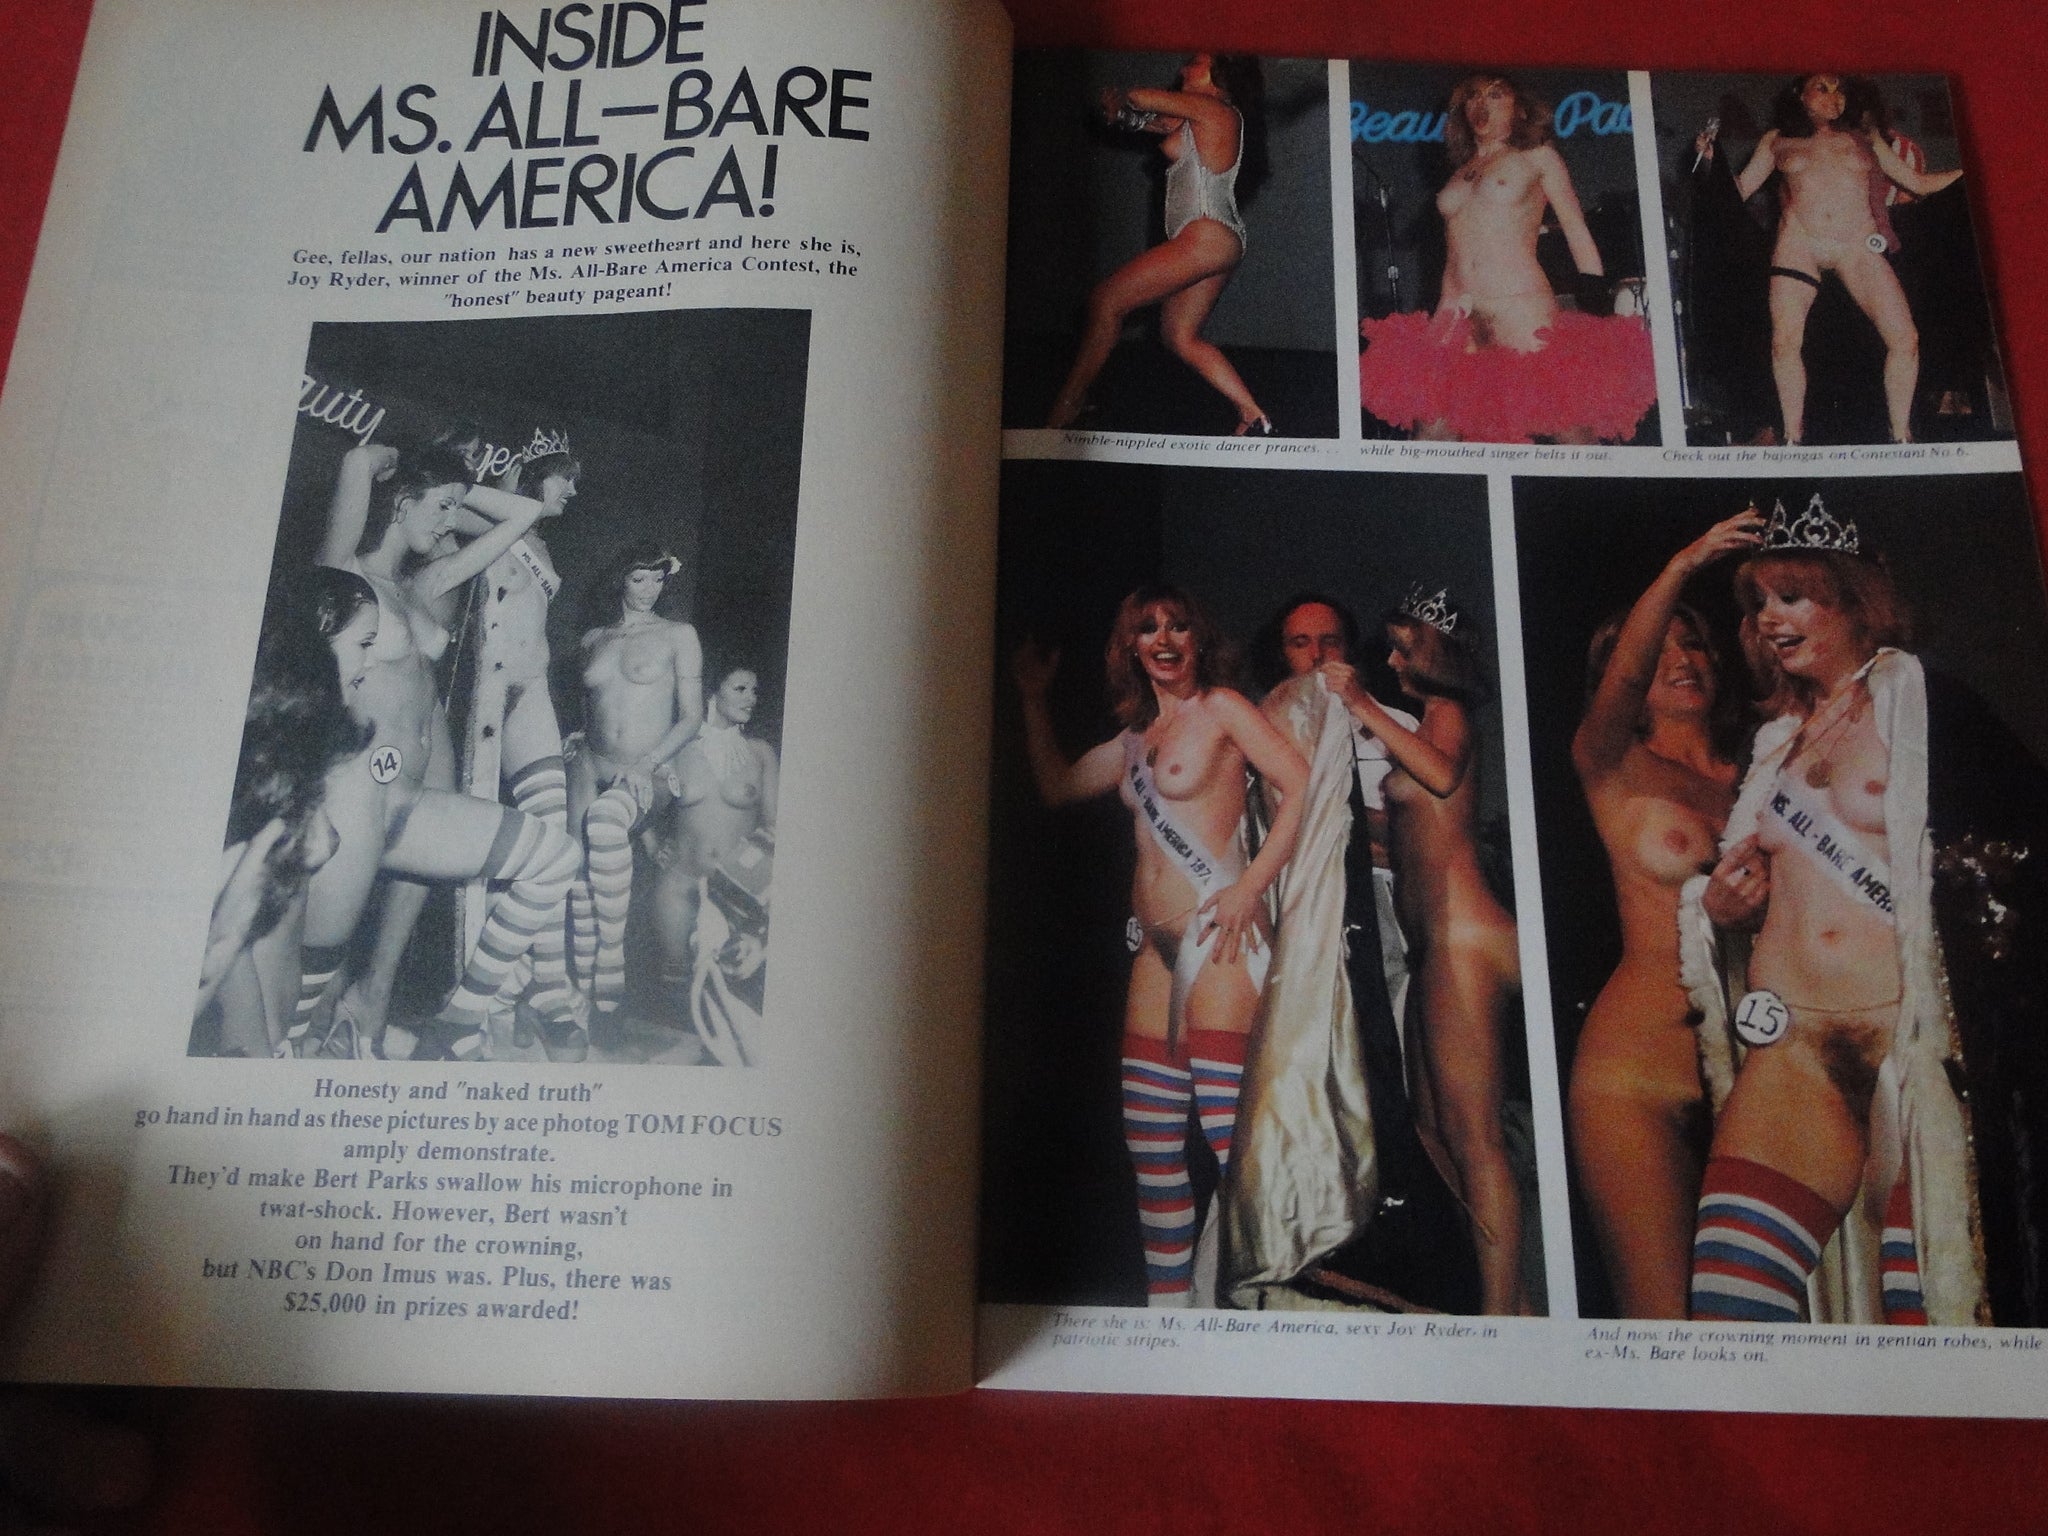 INSIDE
MS. ALL—BARE
AMERICA!
Gee, fellas, our nation has a new sweetheart and here she is,
Joy Ryder, winner of the Ms. All-Bare America Contest, the
"honest" beauty pageant!
auty
14
MS. ALL-BARE
Honesty and "naked truth"
go hand in hand as these pictures by ace photog TOM FOCUS
amply demonstrate.
They'd make Bert Parks swallow his microphone in
twat-shock. However, Bert wasn't
on hand for the crowning,
but NBC's Don Imus was. Plus, there was
$25,000 in prizes awarded!
Beau Pag
6
Nimble-nippled exotic dancer prances. . .
while big-mouthed singer belts it out.
Check out the bajongas on Contestant No. 6.
ALL-BARE AMERICA
15
MS. ALL-BARE AMER
15
There she is: Ms. All-Bare America, sexy Joy Ryder, in
patriotic stripes.
And now the crowning moment in gentian robes, while
ex-Ms. Bare looks on.